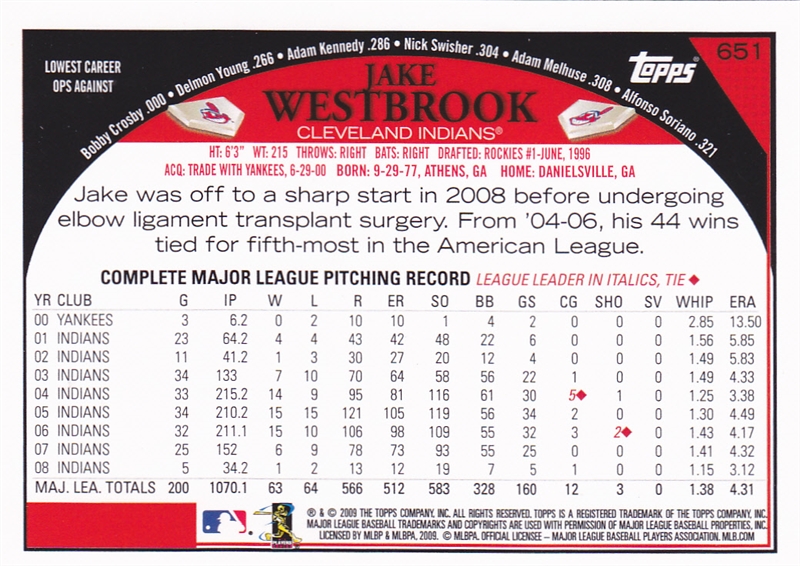 651
topps®
LOWEST CAREER
OPS AGAINST
Bobby Crosby .000 • Delmon Young .266 • Adam Kennedy .286 • Nick Swisher .304 • Adam Melhuse .308 • Alfonso Soriano .321
JAKE
WESTBROOK
CLEVELAND INDIANS®
HT: 6'3" WT: 215 THROWS: RIGHT BATS: RIGHT DRAFTED: ROCKIES #1-JUNE, 1996
ACQ: TRADE WITH YANKEES, 6-29-00 BORN: 9-29-77, ATHENS, GA HOME: DANIELSVILLE, GA
Jake was off to a sharp start in 2008 before undergoing
elbow ligament transplant surgery. From '04-06, his 44 wins
tied for fifth-most in the American League.
COMPLETE MAJOR LEAGUE PITCHING RECORD LEAGUE LEADER IN ITALICS, TIE ◆
YR CLUB G IP W L R ER SO BB GS CG SHO SV WHIP ERA
00 YANKEES 3 6.2 0 2 10 10 1 4 2 0 0 0 2.85 13.50
01 INDIANS 23 64.2 4 4 43 42 48 22 6 0 0 0 1.56 5.85
02 INDIANS 11 41.2 1 3 30 27 20 12 4 0 0 0 1.49 5.83
03 INDIANS 34 133 7 10 70 64 58 56 22 1 0 0 1.49 4.33
04 INDIANS 33 215.2 14 9 95 81 116 61 30 5◆ 1 0 1.25 3.38
05 INDIANS 34 210.2 15 15 121 105 119 56 34 2 0 0 1.30 4.49
06 INDIANS 32 211.1 15 10 106 98 109 55 32 3 2◆ 0 1.43 4.17
07 INDIANS 25 152 6 9 78 73 93 55 25 0 0 0 1.41 4.32
08 INDIANS 5 34.2 1 2 13 12 19 7 5 1 0 0 1.15 3.12
MAJ. LEA. TOTALS 200 1070.1 63 64 566 512 583 328 160 12 3 0 1.38 4.31
® & © 2009 THE TOPPS COMPANY, INC. ALL RIGHTS RESERVED. TOPPS IS A REGISTERED TRADEMARK OF THE TOPPS COMPANY, INC.
MAJOR LEAGUE BASEBALL TRADEMARKS AND COPYRIGHTS ARE USED WITH PERMISSION OF MAJOR LEAGUE BASEBALL PROPERTIES, INC.
LICENSED BY MLBP & MLBPA, 2009. © MLBPA. OFFICIAL LICENSEE – MAJOR LEAGUE BASEBALL PLAYERS ASSOCIATION. MLB.COM